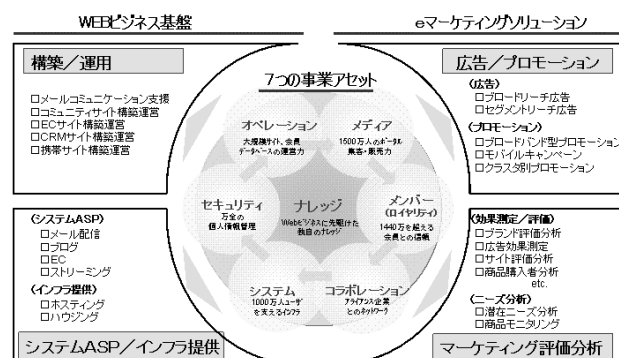 WEBビジネス基盤
eマーケティングソリューション
構築／運用
□メールコミュニケーション支援
□コミュニティサイト構築運営
□ECサイト構築運営
□CRMサイト構築運営
□携帯サイト構築運営
広告／プロモーション
(広告)
□ブロードリーチ広告
□セグメントリーチ広告
(プロモーション)
□ブロードバンド型プロモーション
□モバイルキャンペーン
□クラスタ別プロモーション
7つの事業アセット
オペレーション
大規模サイト、会員
データベースの運営力
メディア
1500万人のポータル
集客・販売力
セキュリティ
万全の
個人情報管理
ナレッジ
Webビジネスに先駆けた
独自のナレッジ
メンバー
(ロイヤリティ)
1440万を超える
会員との信頼
システム
1000万人ユーザ
を支えるインフラ
コラボレーション
アライアンス企業
とのネットワーク
(システムASP)
□メール配信
□ブログ
□EC
□ストリーミング
(インフラ提供)
□ホスティング
□ハウジング
システムASP／インフラ提供
(効果測定/評価)
□ブランド評価分析
□広告効果測定
□サイト評価分析
□商品購入者分析
etc.
(ニーズ分析)
□潜在ニーズ分析
□商品モニタリング
マーケティング評価分析